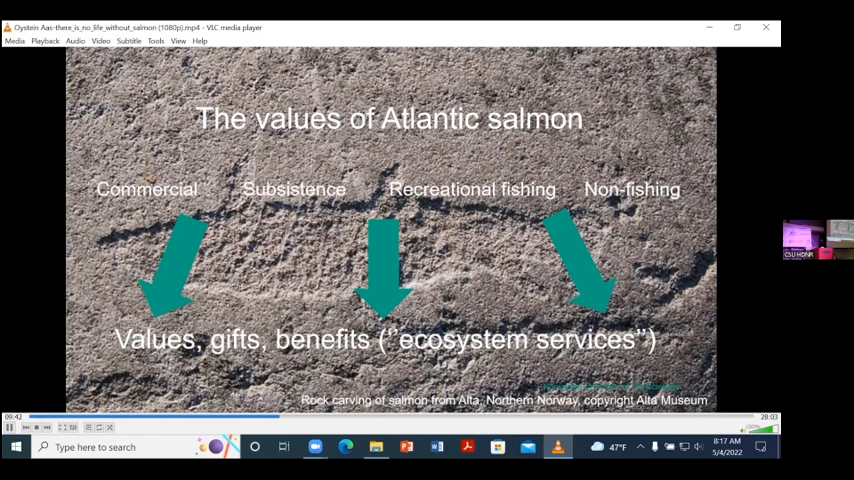 Oystein Aas-there_is_no_life_without_salmon (1080p).mp4 - VLC media player
Media Playback Audio Video Subtitle Tools View Help
The values of Atlantic salmon
Commercial Subsistence Recreational fishing Non-fishing
Values, gifts, benefits (‘’ecosystem services’’)
Rock carving of salmon from Alta, Northern Norway, copyright Alta Museum
CSU HDNR
09:42 28:03
100%
Type here to search
47°F
8:17 AM
5/4/2022